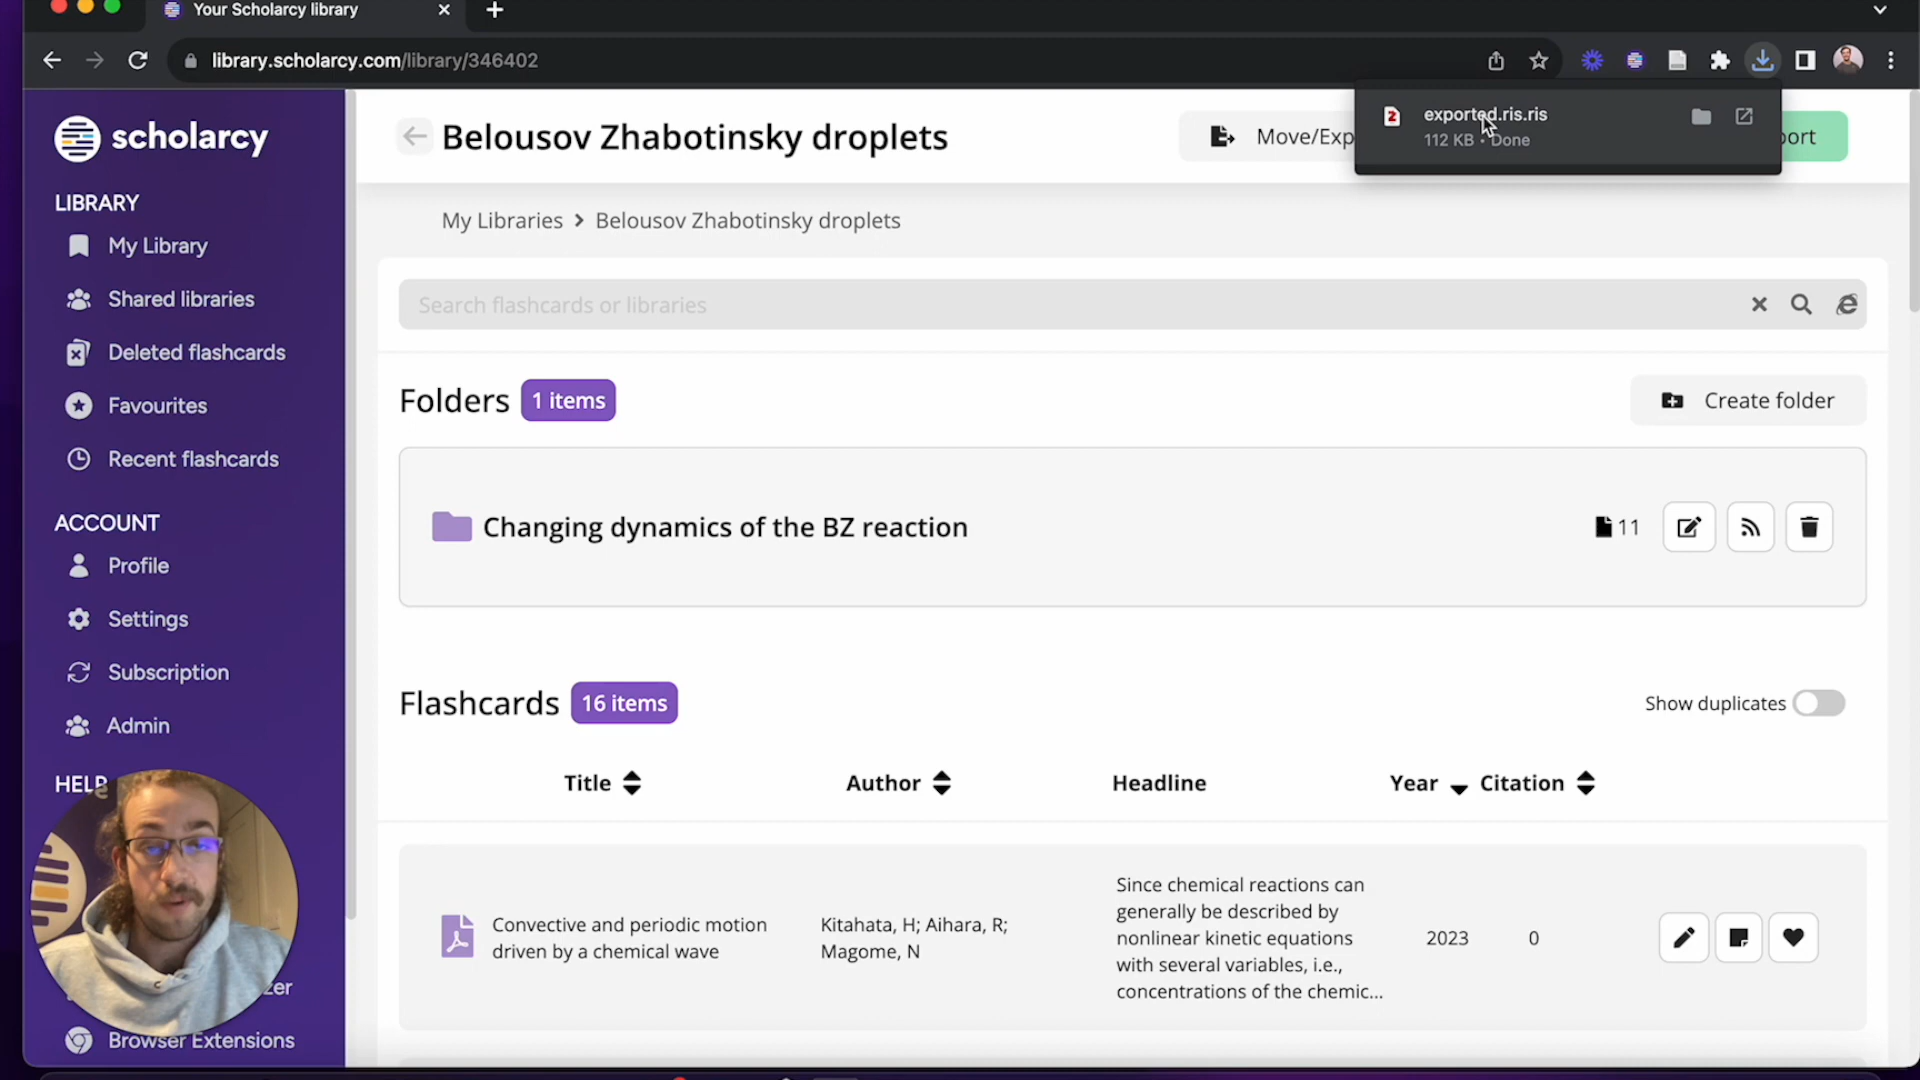 Your Scholarcy library
library.scholarcy.com/library/346402
exported.ris.ris
112 KB • Done
scholarcy
Belousov Zhabotinsky droplets
Move/Exp
port
LIBRARY
My Library
Shared libraries
Deleted flashcards
Favourites
Recent flashcards
ACCOUNT
Profile
Settings
Subscription
Admin
HELP
zer
Browser Extensions
My Libraries > Belousov Zhabotinsky droplets
Search flashcards or libraries
Folders 1 items
Create folder
Changing dynamics of the BZ reaction
11
Flashcards 16 items
Show duplicates
Title Author Headline Year Citation
Convective and periodic motion
driven by a chemical wave
Kitahata, H; Aihara, R;
Magome, N
Since chemical reactions can
generally be described by
nonlinear kinetic equations
with several variables, i.e.,
concentrations of the chemic...
2023
0